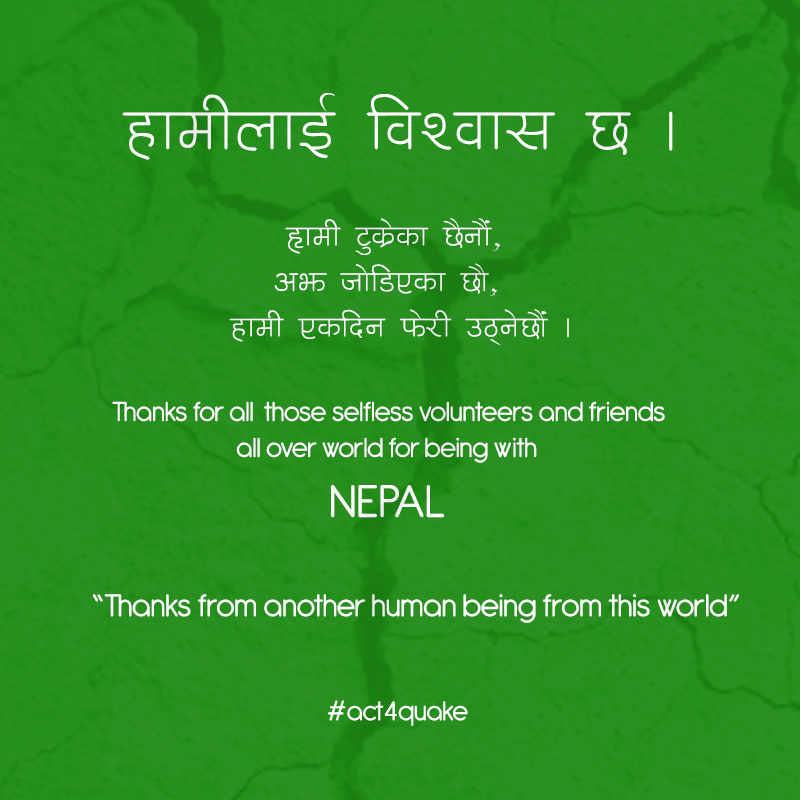 हामीलाई विश्वास छ ।
हामी टुक्रेका छैनौं,
अझ जोडिएका छौ,
हामी एकदिन फेरी उठ्नेछौं ।
Thanks for all those selfless volunteers and friends
all over world for being with
NEPAL
“Thanks from another human being from this world”
#act4quake